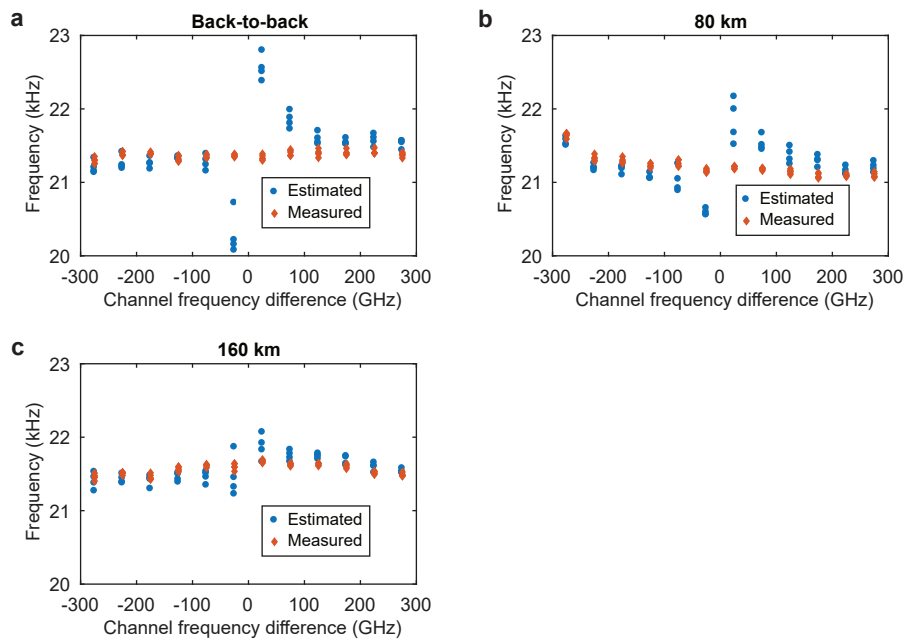 a
Back-to-back
23
22
21
20
Frequency (kHz)
Estimated
Measured
-300 -200 -100 0 100 200 300
Channel frequency difference (GHz)
b
80 km
23
22
21
20
Frequency (kHz)
Estimated
Measured
-300 -200 -100 0 100 200 300
Channel frequency difference (GHz)
c
160 km
23
22
21
20
Frequency (kHz)
Estimated
Measured
-300 -200 -100 0 100 200 300
Channel frequency difference (GHz)